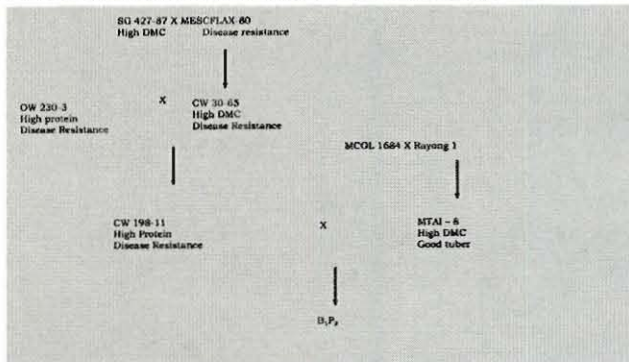 SG 427-87 X MESCFLAX-80
High DMC Disease resistance
X
OW 230-3
High protein
Disease Resistance
CW 30-65
High DMC
Disease Resistance
MCOL 1684 X Rayong 1
CW 198-11
High Protein
Disease Resistance
X
MTAI - 8
High DMC
Good tuber